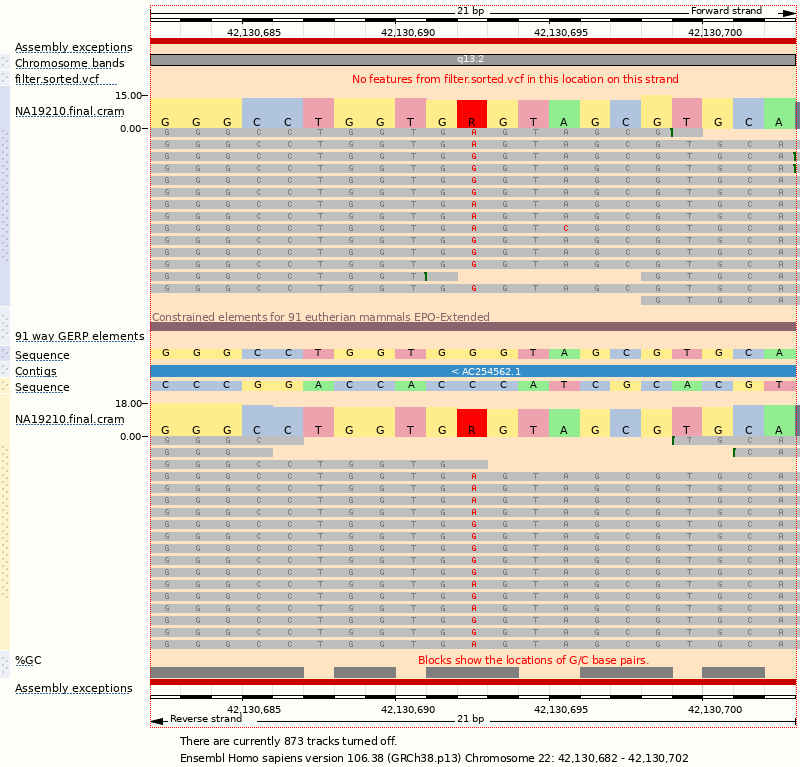 21 bp Forward strand
42,130,685 42,130,690 42,130,695 42,130,700
Assembly exceptions
Chromosome bands q13.2
filter.sorted.vcf No features from filter.sorted.vcf in this location on this strand
15.00
NA19210.final.cram
0.00 G G G C C T G G T G R G T A G C G T G C A
G G G C C T G G T G A G T A G C G
G G G C C T G G T G A G T A G C G T G C A
G G G C C T G G T G G G T A G C G T G C A
G G G C C T G G T G G G T A G C G T G C A
G G G C C T G G T G G G T A G C G T G C A
G G G C C T G G T G G G T A G C G T G C A
G G G C C T G G T G A G T A G C G T G C A
G G G C C T G G T G A G T A G C G T G C A
G G G C C T G G T G A G T C G C G T G C A
G G G C C T G G T G G G T A G C G T G C A
G G G C C T G G T G G G T A G C G T G C A
G G G C C T G G T G G G T A G C G T G C A
G G G C C T G G T G T G C A
G G G C C T G G T G G G T A G C G T G C A
G T G C A
Constrained elements for 91 eutherian mammals EPO-Extended
91 way GERP elements
Sequence G G G C C T G G T G G G T A G C G T G C A
Contigs < AC254562.1
Sequence C C C G G A C C A C C C A T C G C A C G T
18.00
NA19210.final.cram
0.00 G G G C C T G G T G R G T A G C G T G C A
G G G C T G C A
G G G C A
G G G C C T G G T G
G G G C C T G G T G A G T A G C G T G C A
G G G C C T G G T G A G T A G C G T G C A
G G G C C T G G T G A G T A G C G T G C A
G G G C C T G G T G A G T A G C G T G C A
G G G C C T G G T G G G T A G C G T G C A
G G G C C T G G T G G G T A G C G T G C A
G G G C C T G G T G G G T A G C G T G C A
G G G C C T G G T G G G T A G C G T G C A
G G G C C T G G T G G G T A G C G T G C A
G G G C C T G G T G A G T A G C G T G C A
G G G C C T G G T G G G T A G C G T G C A
G G G C C T G G T G A G T A G C G T G C A
G G G C C T G G T G G G T A G C G T G C A
G G G C C T G G T G G G T A G C G T G C A
G G G C C T G G T G A G T A G C G T G C A
%GC Blocks show the locations of G/C base pairs.
Assembly exceptions
42,130,685 42,130,690 42,130,695 42,130,700
Reverse strand 21 bp
There are currently 873 tracks turned off.
Ensembl Homo sapiens version 106.38 (GRCh38.p13) Chromosome 22: 42,130,682 - 42,130,702